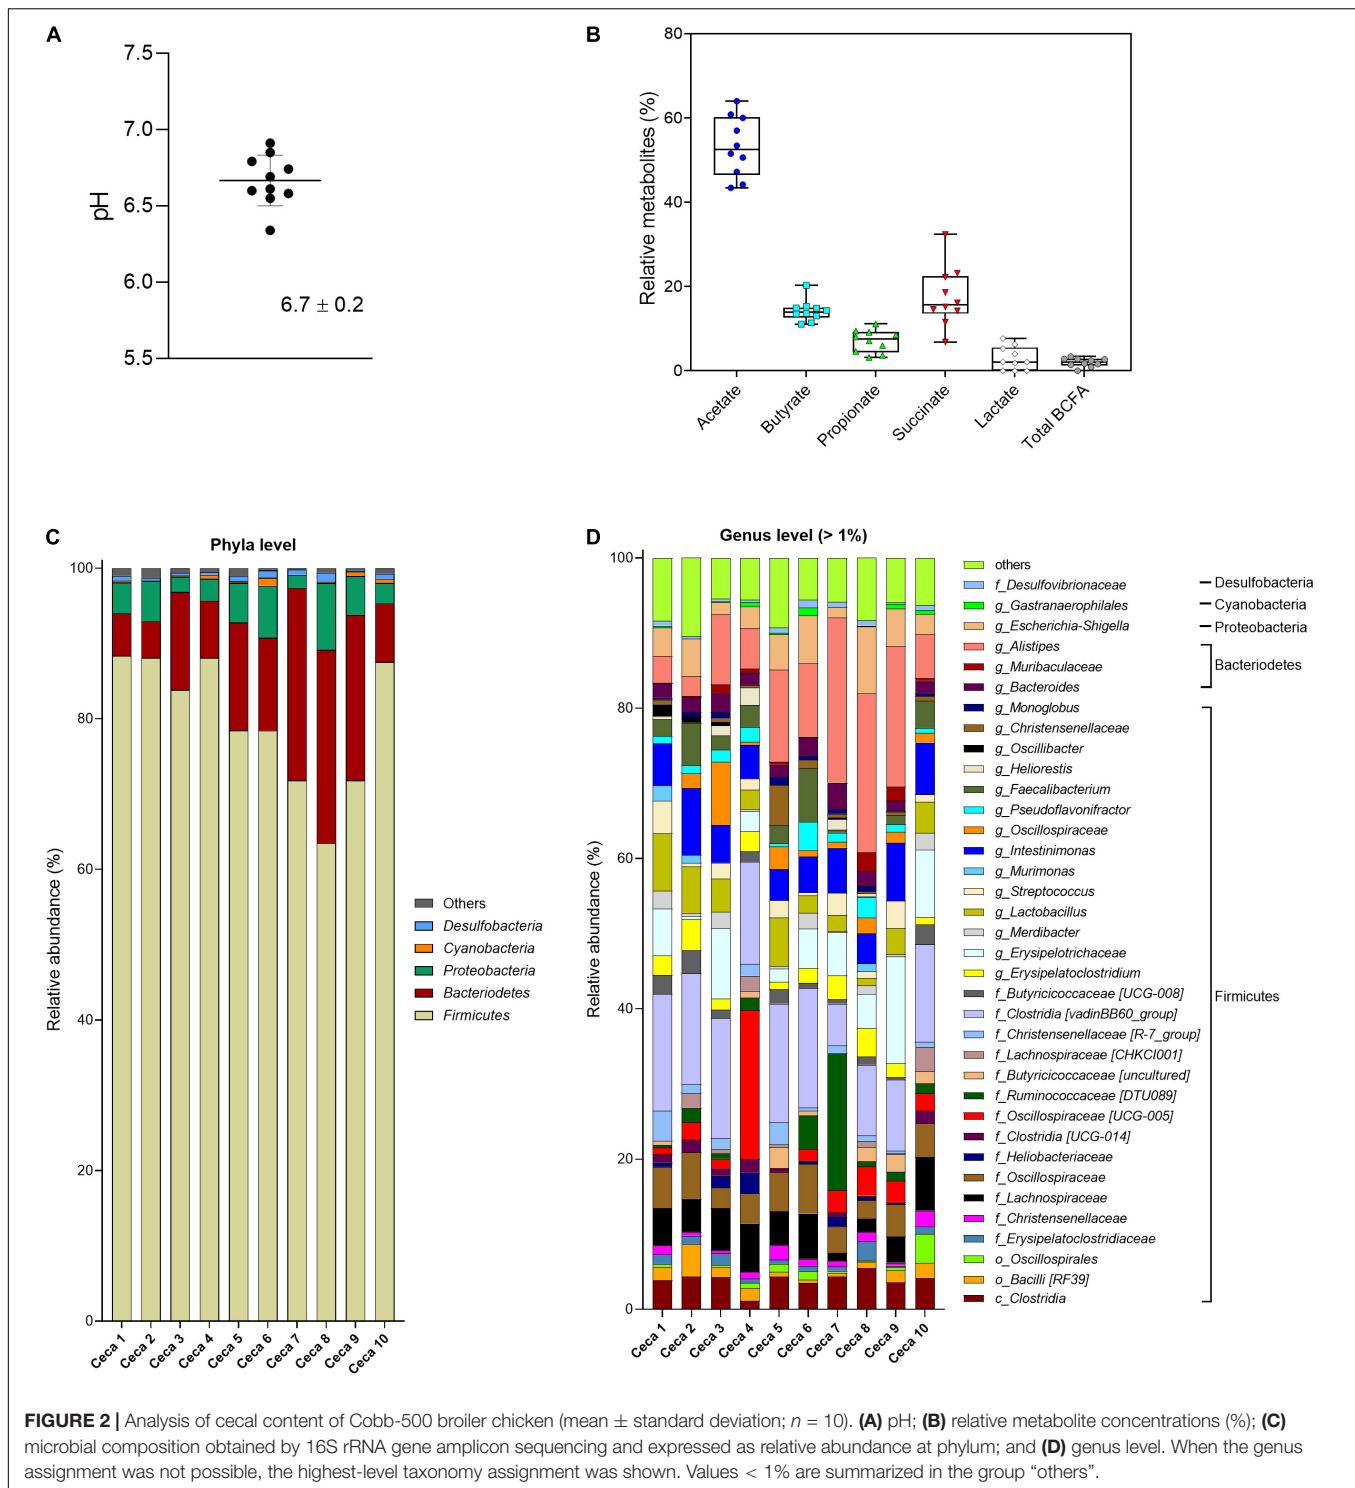 A
7.5
7.0
6.5
6.0
5.5
pH
6.7 ± 0.2
B
80
60
40
20
0
Relative metabolites (%)
Acetate
Butyrate
Propionate
Succinate
Lactate
Total BCFA
C
Phyla level
100
80
60
40
20
0
Relative abundance (%)
Ceca 1
Ceca 2
Ceca 3
Ceca 4
Ceca 5
Ceca 6
Ceca 7
Ceca 8
Ceca 9
Ceca 10
Others
Desulfobacteria
Cyanobacteria
Proteobacteria
Bacteriodetes
Firmicutes
D
Genus level (> 1%)
100
80
60
40
20
0
Relative abundance (%)
Ceca 1
Ceca 2
Ceca 3
Ceca 4
Ceca 5
Ceca 6
Ceca 7
Ceca 8
Ceca 9
Ceca 10
others
f_Desulfovibrionaceae
g_Gastranaerophilales
g_Escherichia-Shigella
g_Alistipes
g_Muribaculaceae
g_Bacteroides
g_Monoglobus
g_Christensenellaceae
g_Oscillibacter
g_Heliorestis
g_Faecalibacterium
g_Pseudoflavonifractor
g_Oscillospiraceae
g_Intestinimonas
g_Murimonas
g_Streptococcus
g_Lactobacillus
g_Merdibacter
g_Erysipelotrichaceae
g_Erysipelatoclostridium
f_Butyricicoccaceae [UCG-008]
f_Clostridia [vadinBB60_group]
f_Christensenellaceae [R-7_group]
f_Lachnospiraceae [CHKCI001]
f_Butyricicoccaceae [uncultured]
f_Ruminococcaceae [DTU089]
f_Oscillospiraceae [UCG-005]
f_Clostridia [UCG-014]
f_Heliobacteriaceae
f_Oscillospiraceae
f_Lachnospiraceae
f_Christensenellaceae
f_Erysipelatoclostridiaceae
o_Oscillospirales
o_Bacilli [RF39]
c_Clostridia
Desulfobacteria
Cyanobacteria
Proteobacteria
Bacteriodetes
Firmicutes
FIGURE 2 | Analysis of cecal content of Cobb-500 broiler chicken (mean ± standard deviation; n = 10). (A) pH; (B) relative metabolite concentrations (%); (C)
microbial composition obtained by 16S rRNA gene amplicon sequencing and expressed as relative abundance at phylum; and (D) genus level. When the genus
assignment was not possible, the highest-level taxonomy assignment was shown. Values < 1% are summarized in the group “others”.